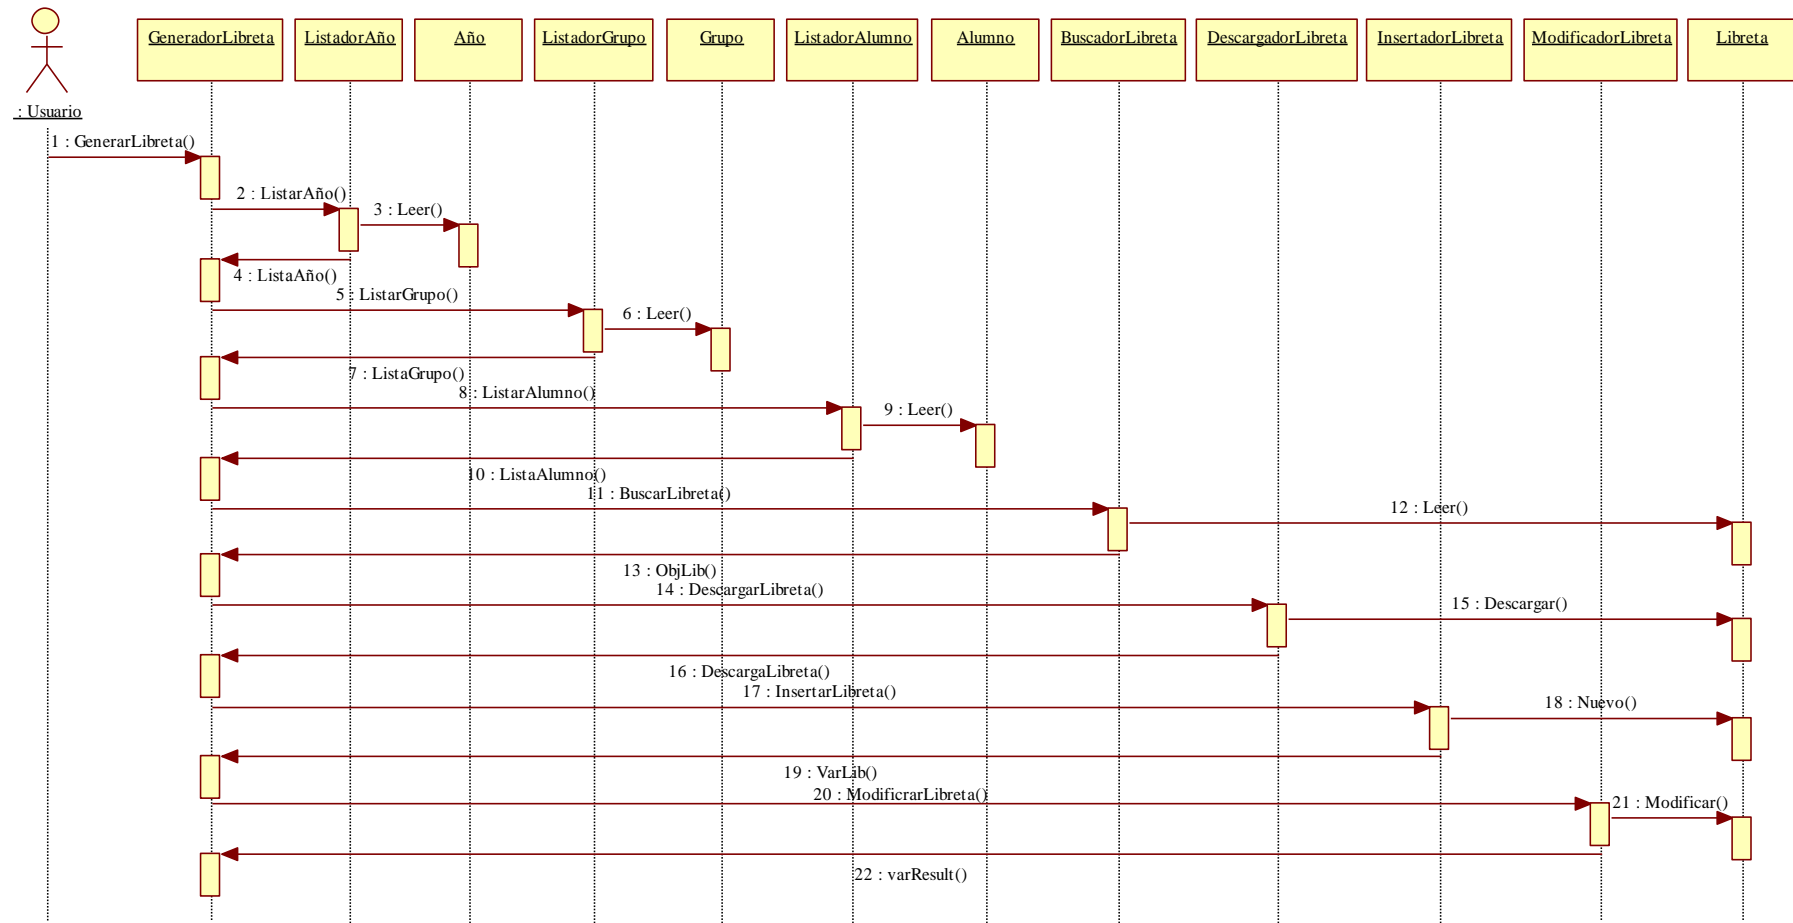 GeneradorLibreta ListadorAño Año ListadorGrupo Grupo ListadorAlumno Alumno BuscadorLibreta DescargadorLibreta InsertadorLibreta ModificadorLibreta Libreta
: Usuario
1 : GenerarLibreta()
2 : ListarAño()
3 : Leer()
4 : ListaAño()
5 : ListarGrupo()
6 : Leer()
7 : ListaGrupo()
8 : ListarAlumno()
9 : Leer()
10 : ListaAlumno()
11 : BuscarLibreta()
12 : Leer()
13 : ObjLib()
14 : DescargarLibreta()
15 : Descargar()
16 : DescargaLibreta()
17 : InsertarLibreta()
18 : Nuevo()
19 : VarLib()
20 : ModificrarLibreta()
21 : Modificar()
22 : varResult()